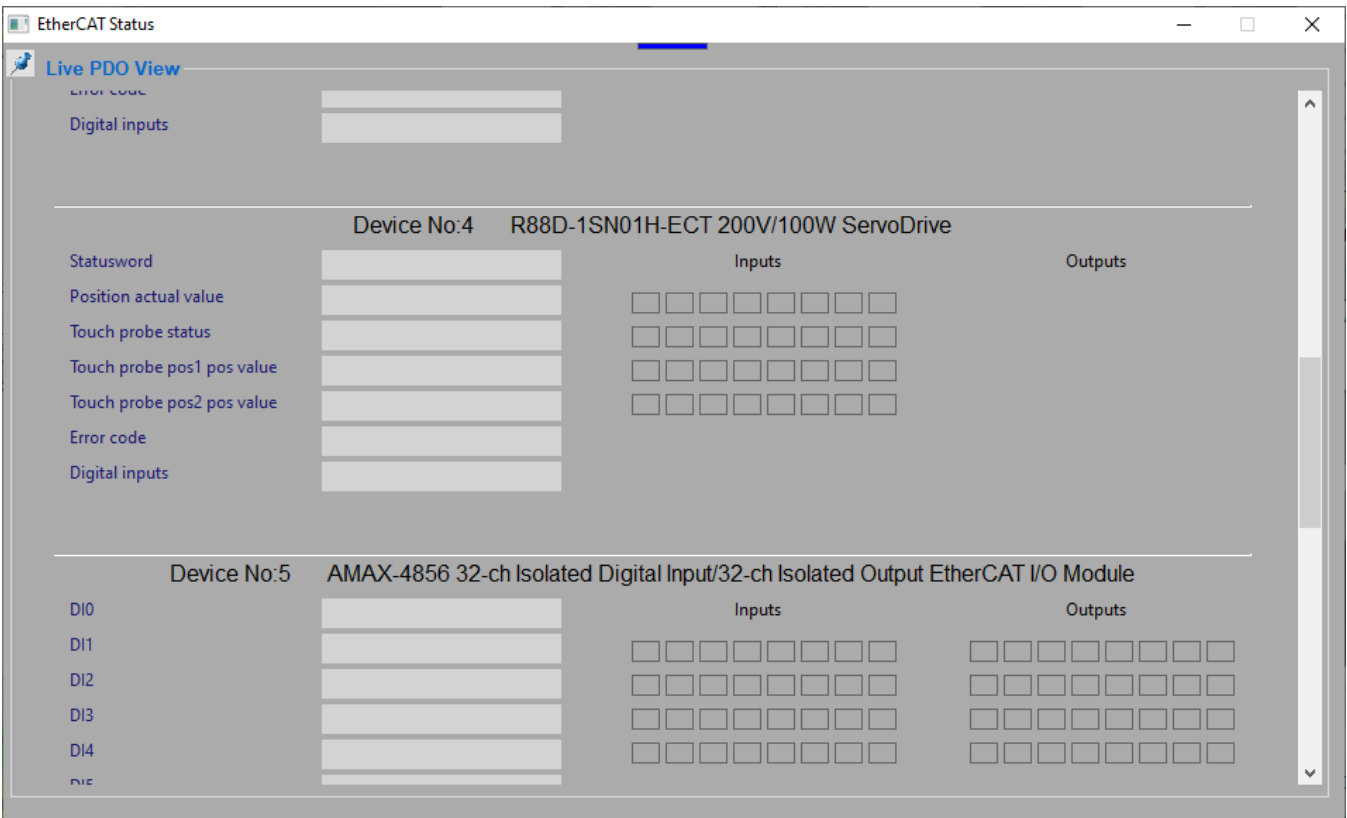 EtherCAT Status
Live PDO View
Error code
Digital inputs
Device No:4 R88D-1SN01H-ECT 200V/100W ServoDrive
Statusword Inputs Outputs
Position actual value
Touch probe status
Touch probe pos1 pos value
Touch probe pos2 pos value
Error code
Digital inputs
Device No:5 AMAX-4856 32-ch Isolated Digital Input/32-ch Isolated Output EtherCAT I/O Module
DI0 Inputs Outputs
DI1
DI2
DI3
DI4
DI5